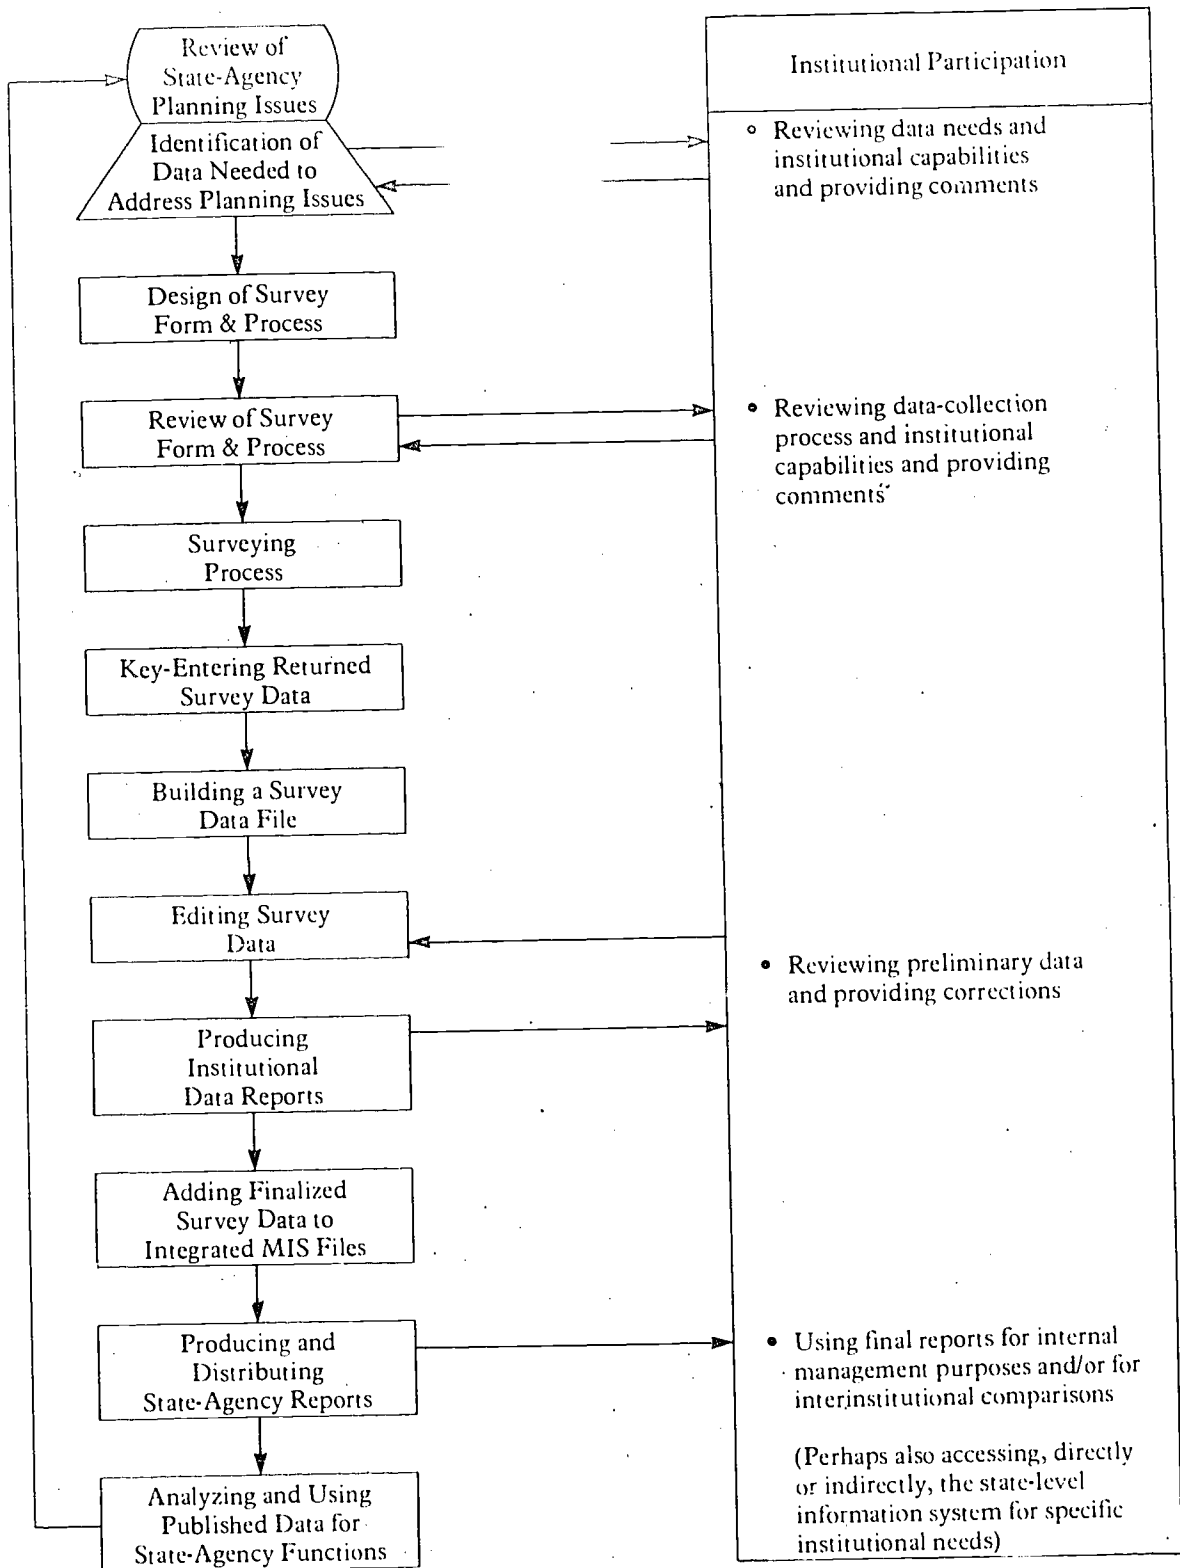 Review of
State-Agency
Planning Issues
Identification of
Data Needed to
Address Planning Issues
Design of Survey
Form & Process
Review of Survey
Form & Process
Surveying
Process
Key-Entering Returned
Survey Data
Building a Survey
Data File
Editing Survey
Data
Producing
Institutional
Data Reports
Adding Finalized
Survey Data to
Integrated MIS Files
Producing and
Distributing
State-Agency Reports
Analyzing and Using
Published Data for
State-Agency Functions
Institutional Participation
• Reviewing data needs and
institutional capabilities
and providing comments
• Reviewing data-collection
process and institutional
capabilities and providing
comments
• Reviewing preliminary data
and providing corrections
• Using final reports for internal
management purposes and/or for
interinstitutional comparisons
(Perhaps also accessing, directly
or indirectly, the state-level
information system for specific
institutional needs)